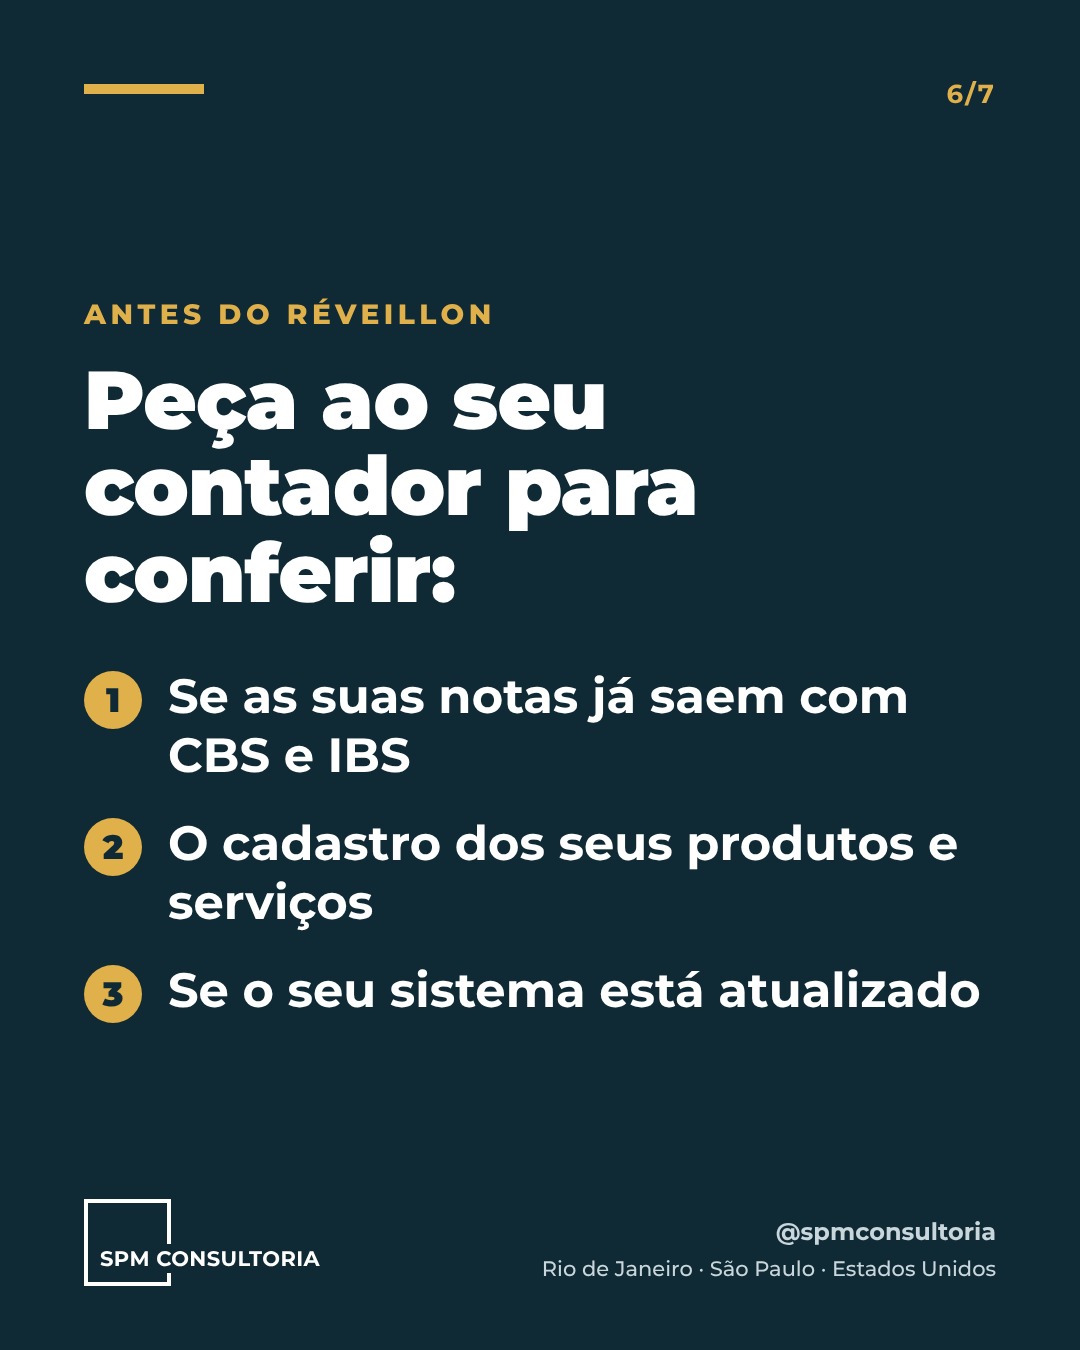 6/7
ANTES DO RÉVEILLON
Peça ao seu
contador para
conferir:
1 Se as suas notas já saem com
CBS e IBS
2 O cadastro dos seus produtos e
serviços
3 Se o seu sistema está atualizado
SPM CONSULTORIA
@spmconsultoria
Rio de Janeiro · São Paulo · Estados Unidos